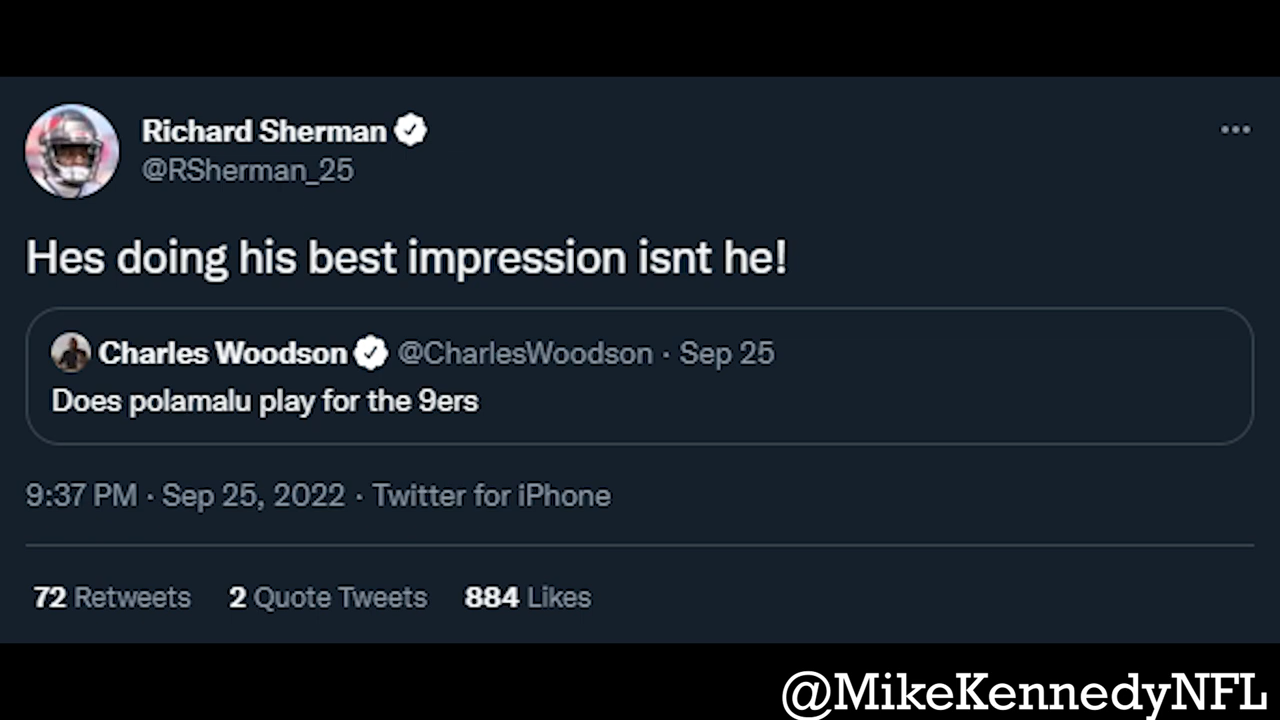 Richard Sherman
@RSherman_25
Hes doing his best impression isnt he!
Charles Woodson @CharlesWoodson · Sep 25
Does polamalu play for the 9ers
9:37 PM · Sep 25, 2022 · Twitter for iPhone
72 Retweets 2 Quote Tweets 884 Likes
@MikeKennedyNFL